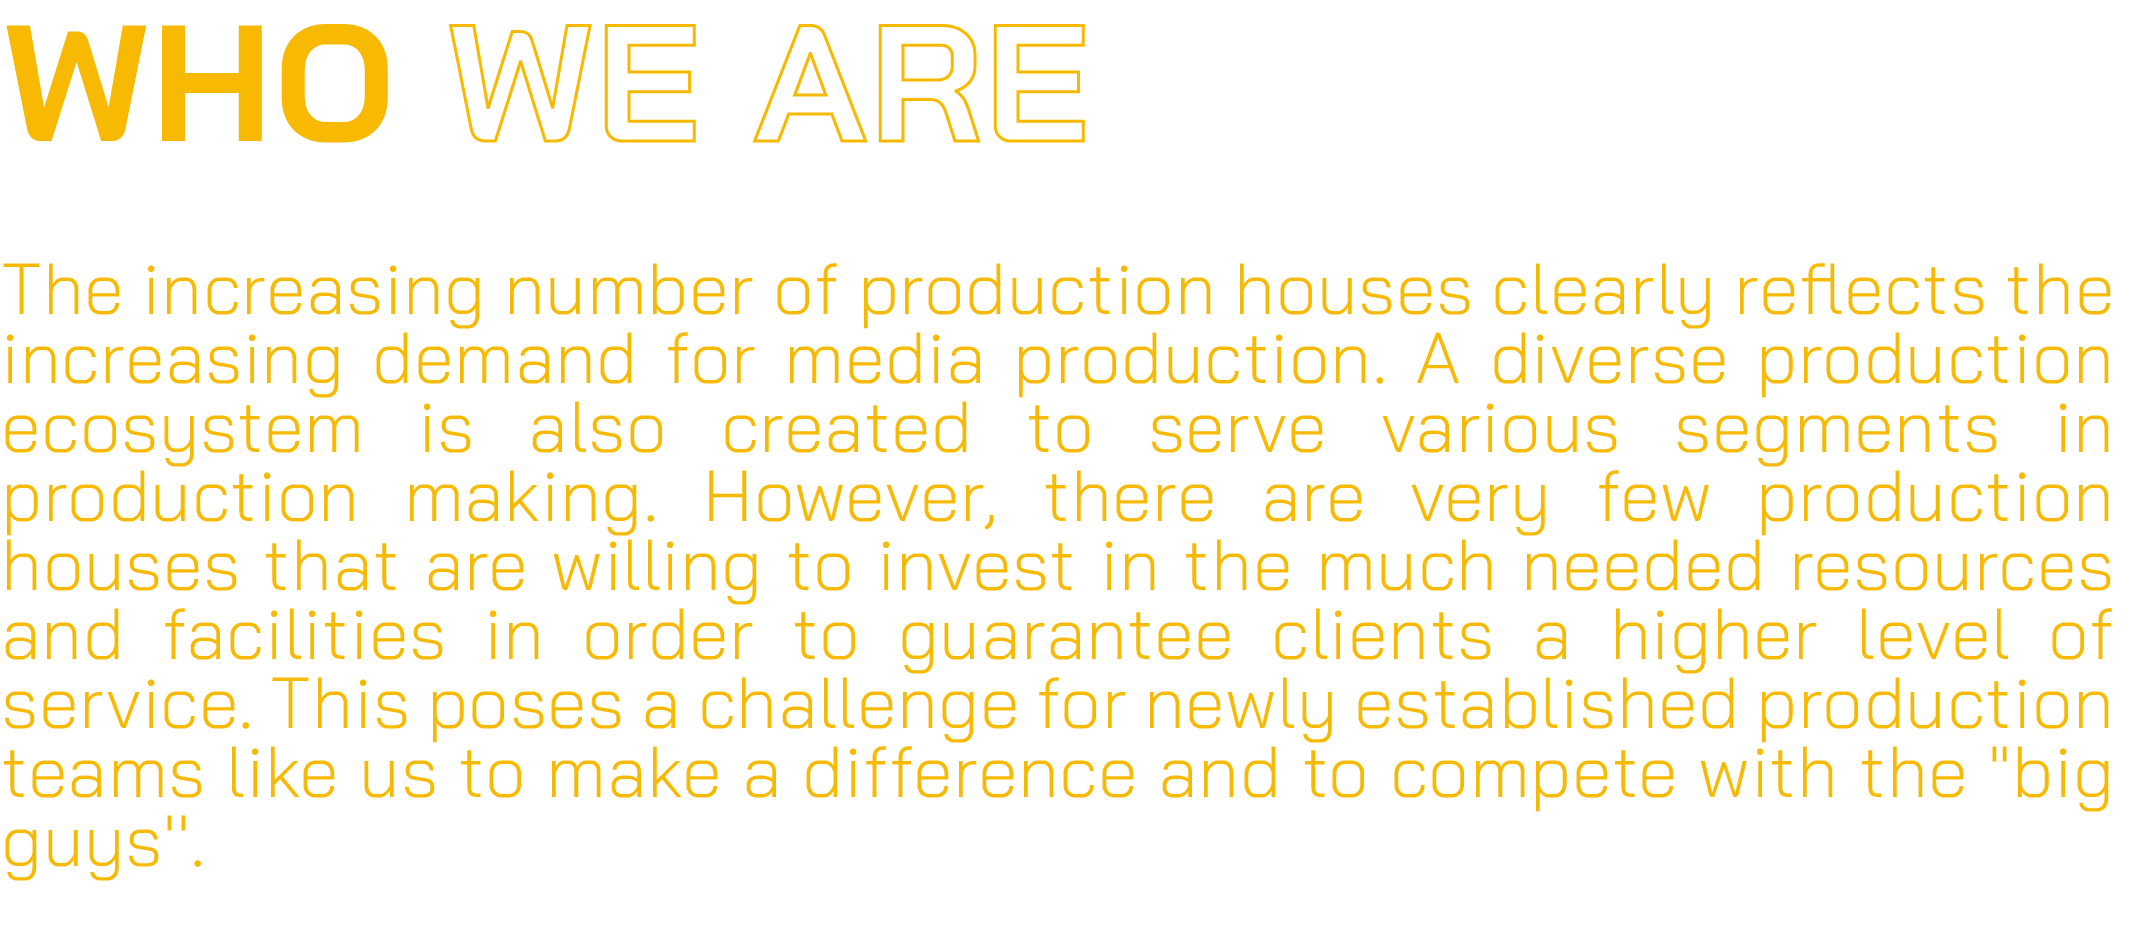 WHO WE ARE
The increasing number of production houses clearly reflects the
increasing demand for media production. A diverse production
ecosystem is also created to serve various segments in
production making. However, there are very few production
houses that are willing to invest in the much needed resources
and facilities in order to guarantee clients a higher level of
service. This poses a challenge for newly established production
teams like us to make a difference and to compete with the "big
guys".